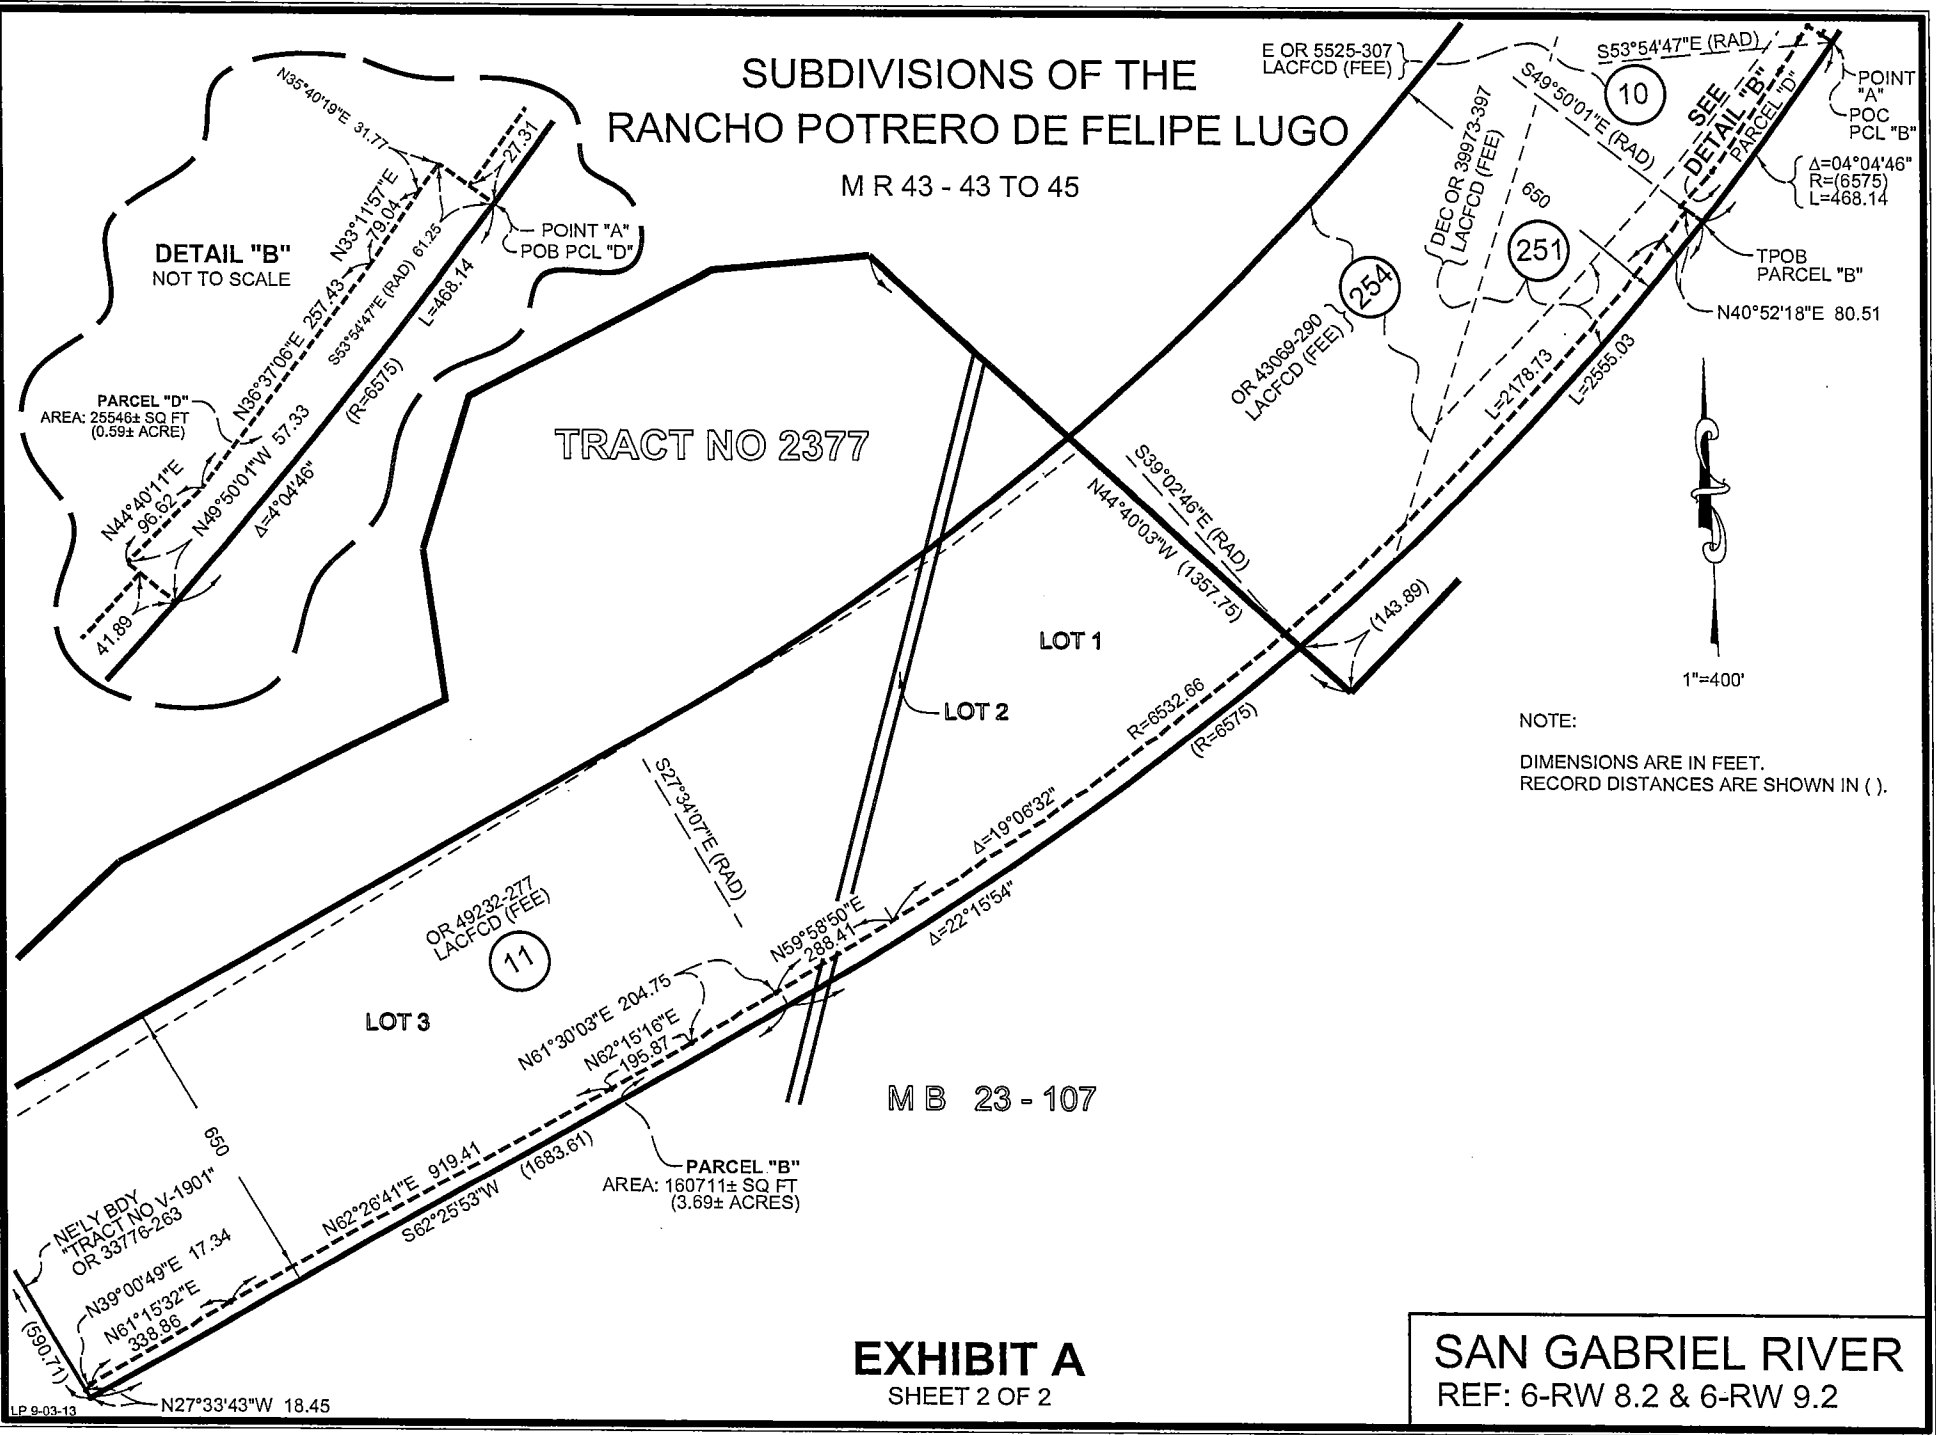 SUBDIVISIONS OF THE
RANCHO POTRERO DE FELIPE LUGO
M R 43 - 43 TO 45
DETAIL "B"
NOT TO SCALE
N35°40'19"E 31.77
27.31
N33°11'57"E
79.04
POINT "A"
POB PCL "D"
S53°54'47"E (RAD) 61.25
L=468.14
N36°37'06"E 257.43
(R=6575)
PARCEL "D"
AREA: 25546± SQ FT
(0.59± ACRE)
N44°40'11"E
96.62
N49°50'01"W 57.33
Δ=4°04'46"
41.89
E OR 5525-307
LACFCD (FEE)
S53°54'47"E (RAD)
10
S49°50'01"E (RAD)
SEE
DETAIL "B"
PARCEL "D"
POINT
"A"
POC
PCL "B"
Δ=04°04'46"
R=(6575)
L=468.14
DEC OR 39973-397
LACFCD (FEE)
650
251
TPOB
PARCEL "B"
N40°52'18"E 80.51
254
OR 43069-290
LACFCD (FEE)
L=2178.73
L=2555.03
TRACT NO 2377
S39°02'46"E (RAD)
N44°40'03"W (1357.75)
(143.89)
LOT 1
LOT 2
R=6532.66
(R=6575)
1"=400'
NOTE:
DIMENSIONS ARE IN FEET.
RECORD DISTANCES ARE SHOWN IN ( ).
S27°34'07"E (RAD)
Δ=19°06'32"
Δ=22°15'54"
OR 49232-277
LACFCD (FEE)
11
N59°58'50"E
288.41
LOT 3
N61°30'03"E 204.75
N62°15'16"E
195.87
M B 23 - 107
650
N62°26'41"E 919.41
S62°25'53"W (1683.61)
PARCEL "B"
AREA: 160711± SQ FT
(3.69± ACRES)
NE'LY BDY
"TRACT NO V-1901"
OR 33776-263
N39°00'49"E 17.34
N61°15'32"E
338.86
(590.71)
N27°33'43"W 18.45
LP 9-03-13
EXHIBIT A
SHEET 2 OF 2
SAN GABRIEL RIVER
REF: 6-RW 8.2 & 6-RW 9.2